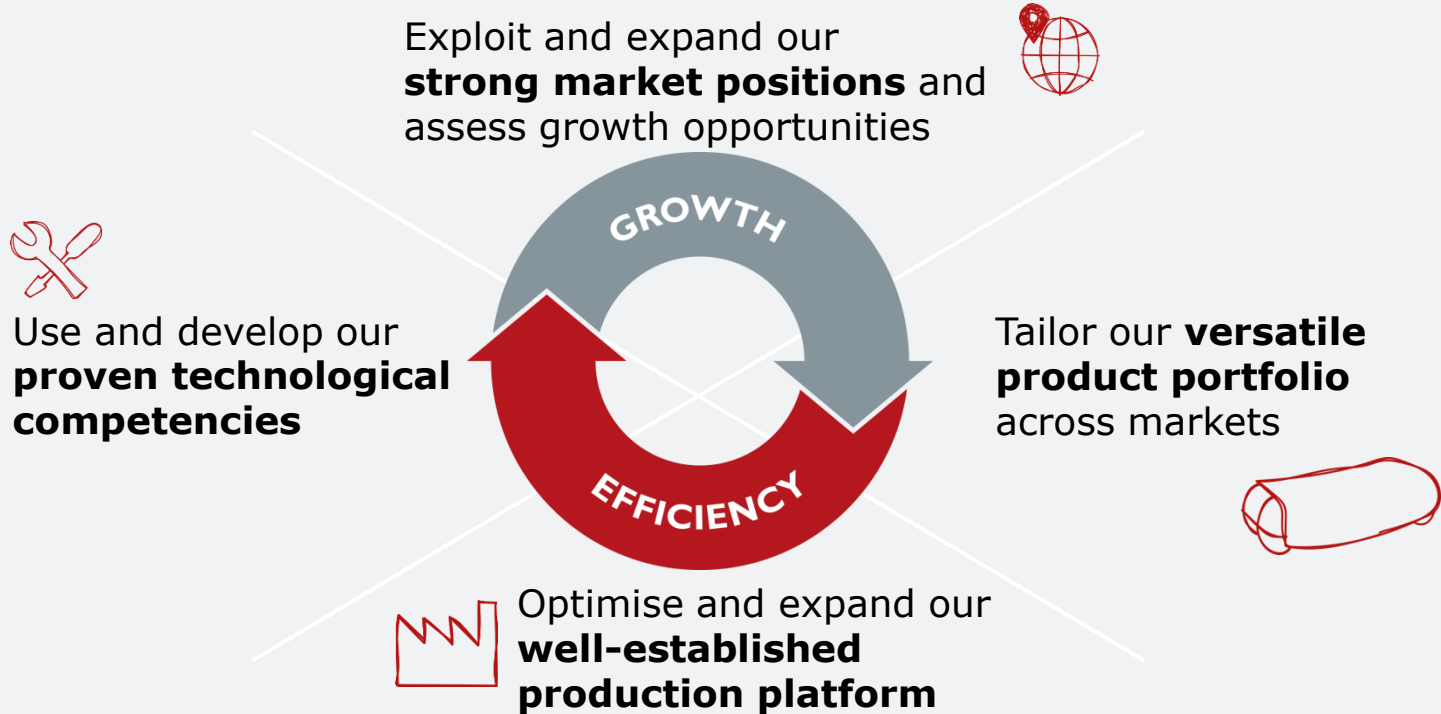 Exploit and expand our
strong market positions and
assess growth opportunities
GROWTH
Use and develop our
proven technological
competencies
Tailor our versatile
product portfolio
across markets
EFFICIENCY
Optimise and expand our
well-established
production platform